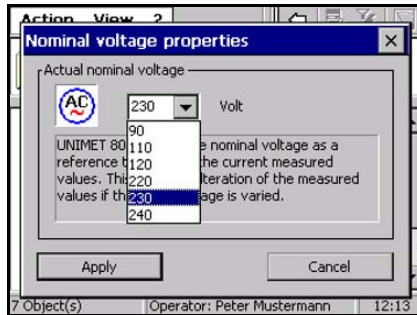 Action View ?
Nominal voltage properties
Actual nominal voltage
AC
230 Volt
90
110
120
220
230
240
UNIMET 80 e nominal voltage as a
reference t the current measured
values. Thi lteration of the measured
values if th age is varied.
Apply Cancel
7 Object(s) Operator: Peter Mustermann 12:13